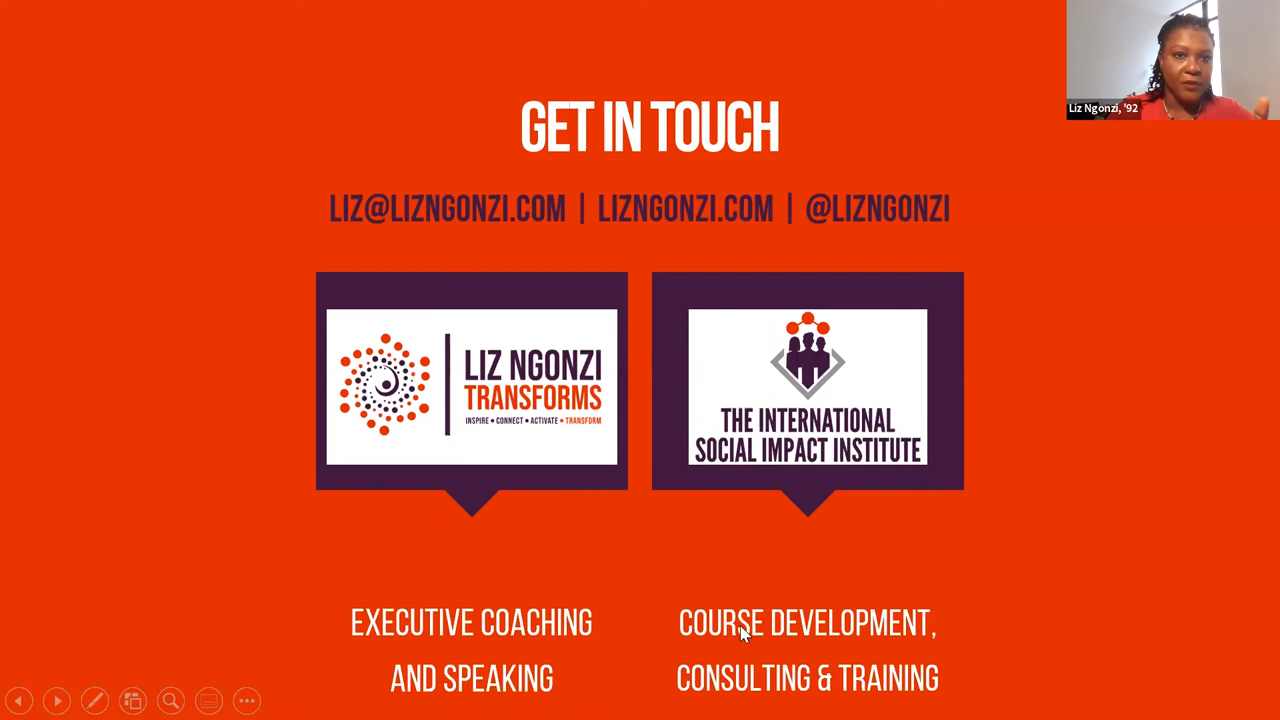 Liz Ngonzi, '92
GET IN TOUCH
LIZ@LIZNGONZI.COM | LIZNGONZI.COM | @LIZNGONZI
LIZ NGONZI
TRANSFORMS
INSPIRE • CONNECT • ACTIVATE • TRANSFORM
THE INTERNATIONAL
SOCIAL IMPACT INSTITUTE
EXECUTIVE COACHING
AND SPEAKING
COURSE DEVELOPMENT,
CONSULTING & TRAINING